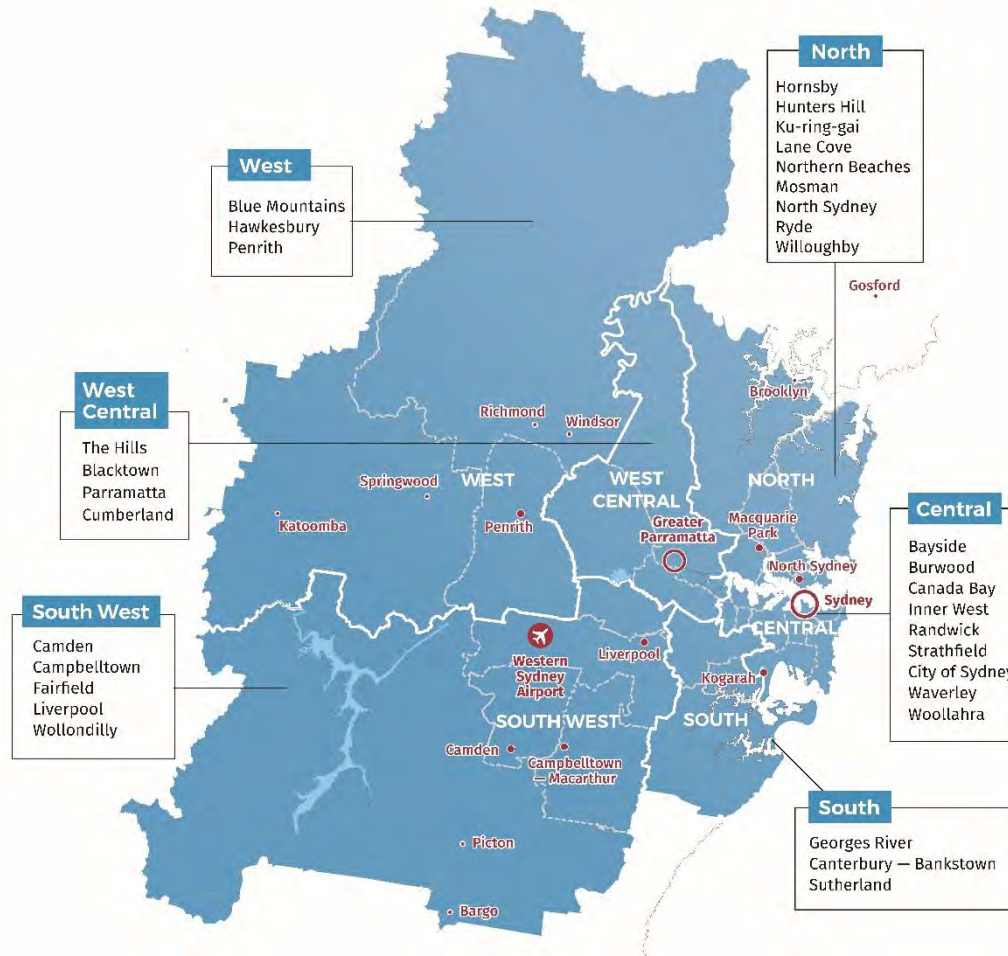 North
Hornsby
Hunters Hill
Ku-ring-gai
Lane Cove
Northern Beaches
Mosman
North Sydney
Ryde
Willoughby
West
Blue Mountains
Hawkesbury
Penrith
Gosford
West
Central
The Hills
Blacktown
Parramatta
Cumberland
Brooklyn
Richmond
Windsor
Springwood
WEST
WEST
CENTRAL
NORTH
Katoomba
Penrith
Greater
Parramatta
Macquarie
Park
North Sydney
Sydney
CENTRAL
Central
Bayside
Burwood
Canada Bay
Inner West
Randwick
Strathfield
City of Sydney
Waverley
Woollahra
South West
Camden
Campbelltown
Fairfield
Liverpool
Wollondilly
Western
Sydney
Airport
Liverpool
Kogarah
SOUTH WEST
SOUTH
Camden
Campbelltown
— Macarthur
Picton
Bargo
South
Georges River
Canterbury — Bankstown
Sutherland